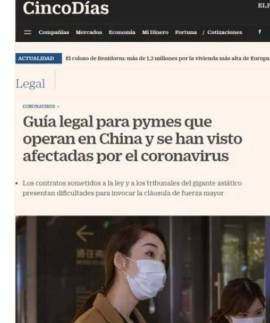 CincoDías
EL P
Compañías Mercados Economía Mi Dinero Fortuna / Cotizaciones f
ACTUALIDAD El coloso de Benidorm: más de 1,2 millones por la vivienda más alta de Europa
Legal
CORONAVIRUS >
Guía legal para pymes que
operan en China y se han visto
afectadas por el coronavirus
Los contratos sometidos a la ley y a los tribunales del gigante asiático
presentan dificultades para invocar la cláusula de fuerza mayor